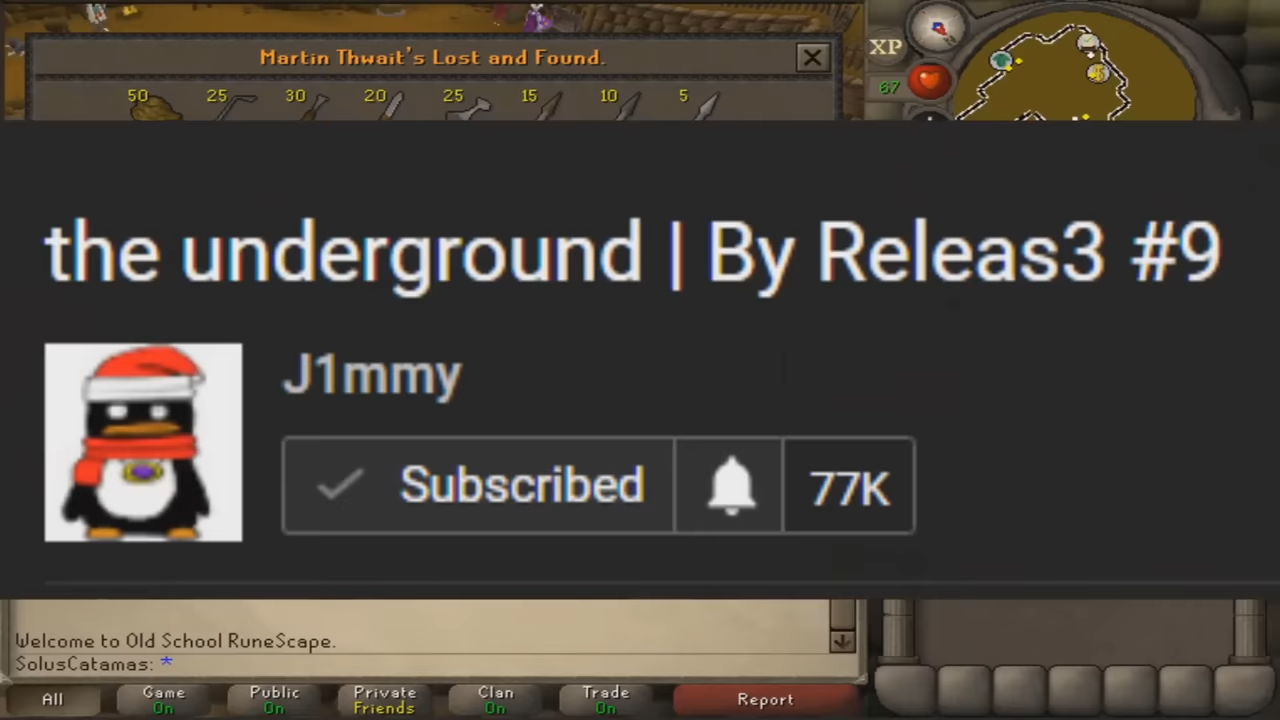 Martin Thwait's Lost and Found.
XP
50 25 30 20 25 15 10 5
67
the underground | By Releas3 #9
J1mmy
Subscribed 77K
Welcome to Old School RuneScape.
SolusCatamas: *
All Game Public Private Clan Trade Report
On On Friends On On